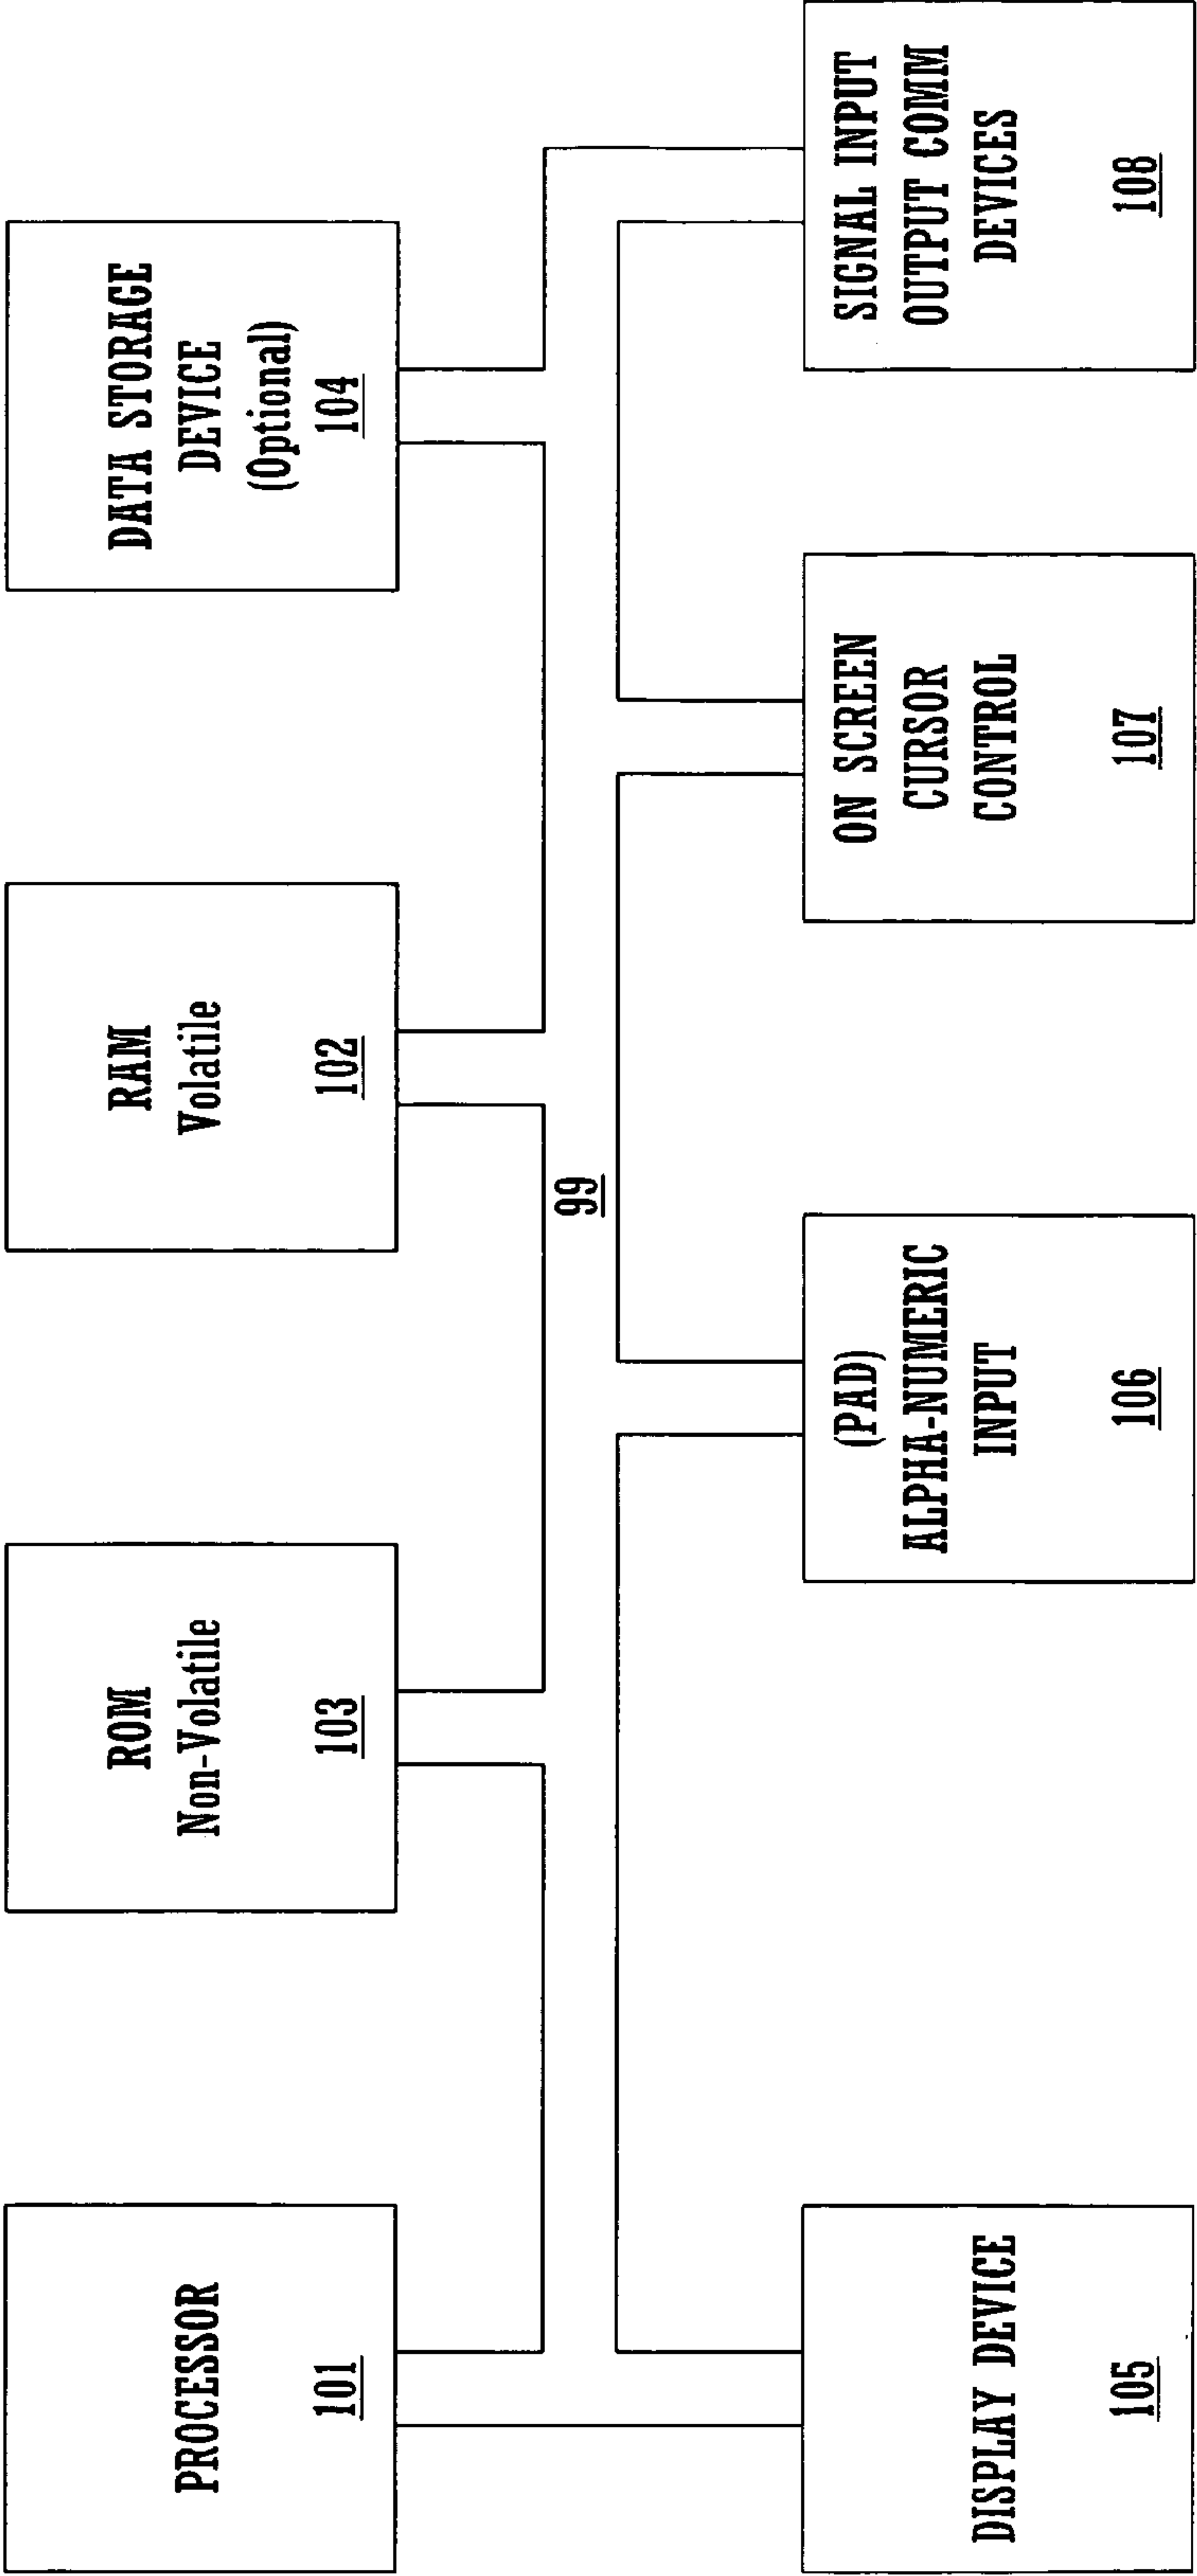 PROCESSOR
101
ROM
Non-Volatile
103
RAM
Volatile
102
DATA STORAGE
DEVICE
(Optional)
104
99
DISPLAY DEVICE
105
(PAD)
ALPHA-NUMERIC
INPUT
106
ON SCREEN
CURSOR
CONTROL
107
SIGNAL INPUT
OUTPUT COMM
DEVICES
108